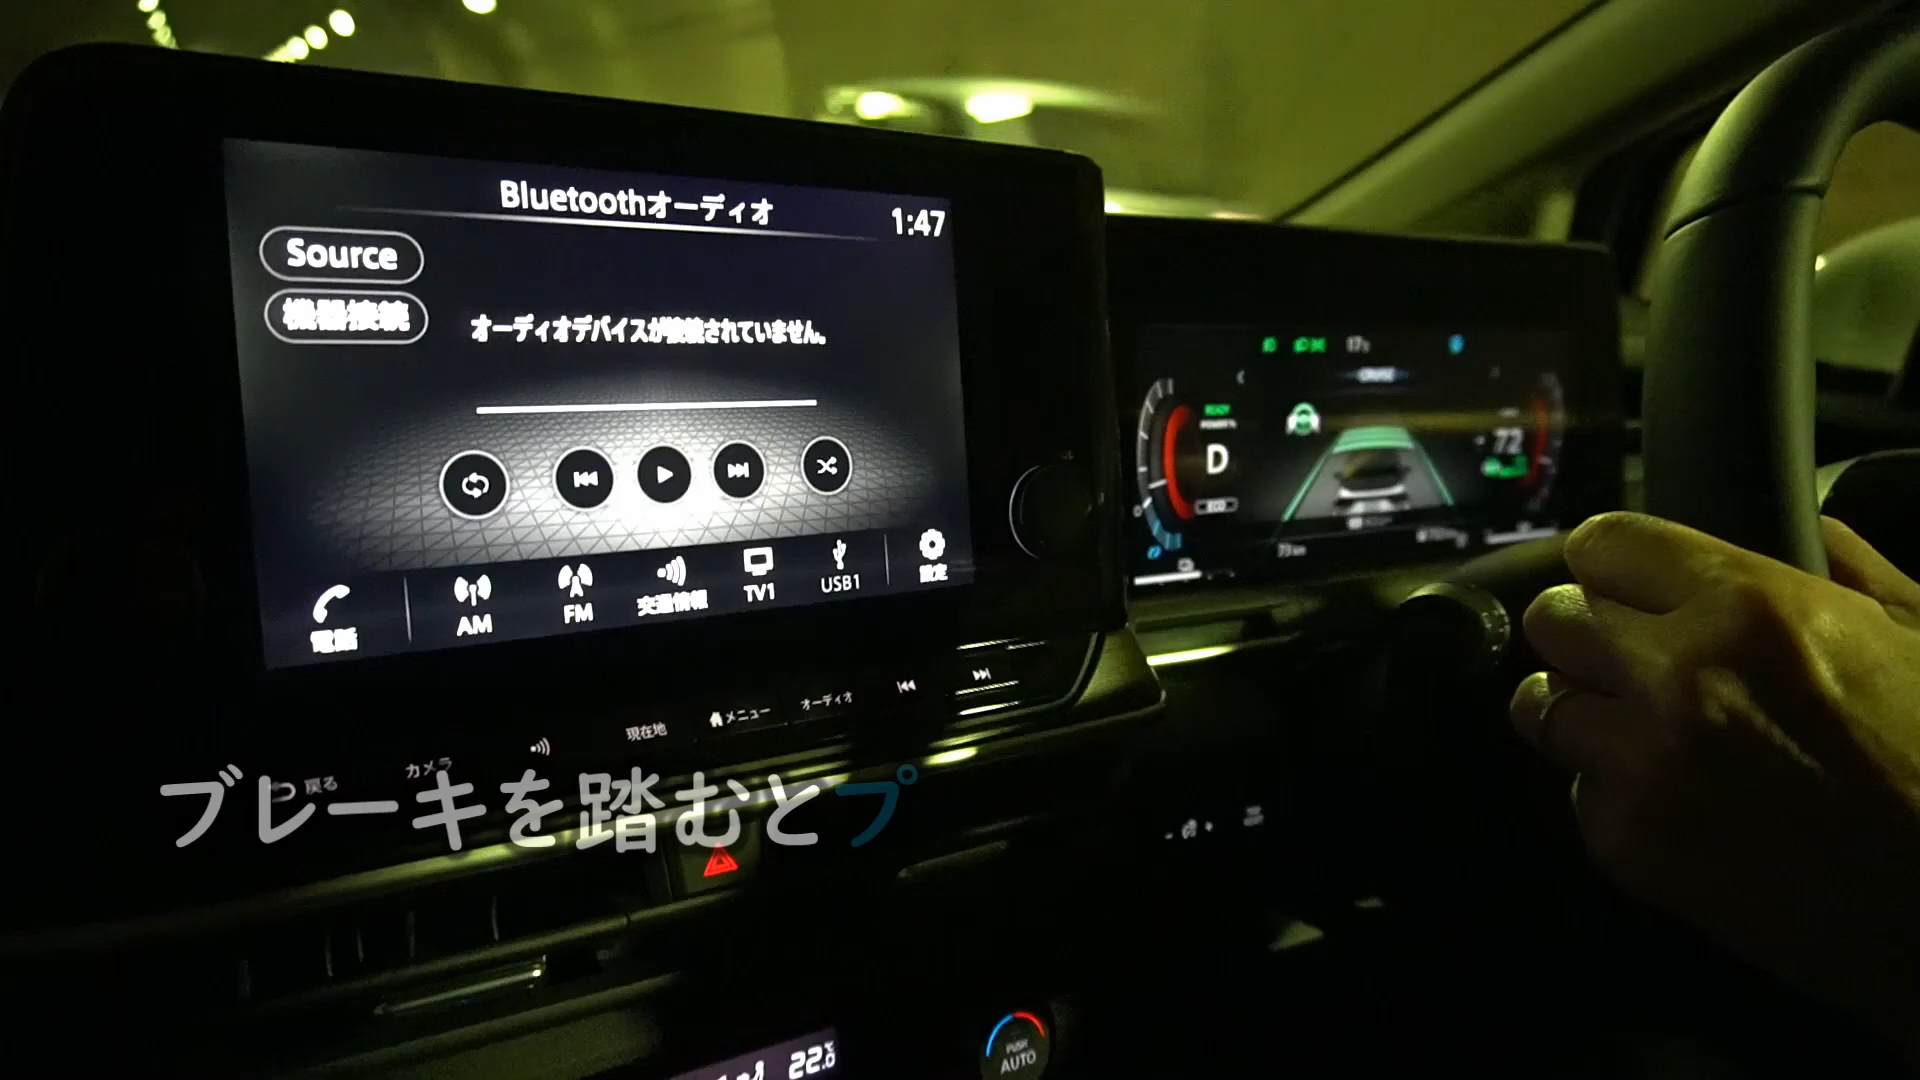 Bluetoothオーディオ
1:47
Source
機器接続
オーディオデバイスが接続されていません。
電話
AM
FM
交通情報
TV1
USB1
設定
戻る
カメラ
現在地
メニュー
オーディオ
READY
D
ECO
72
ブレーキを踏むとプ
22.0
PUSH
AUTO